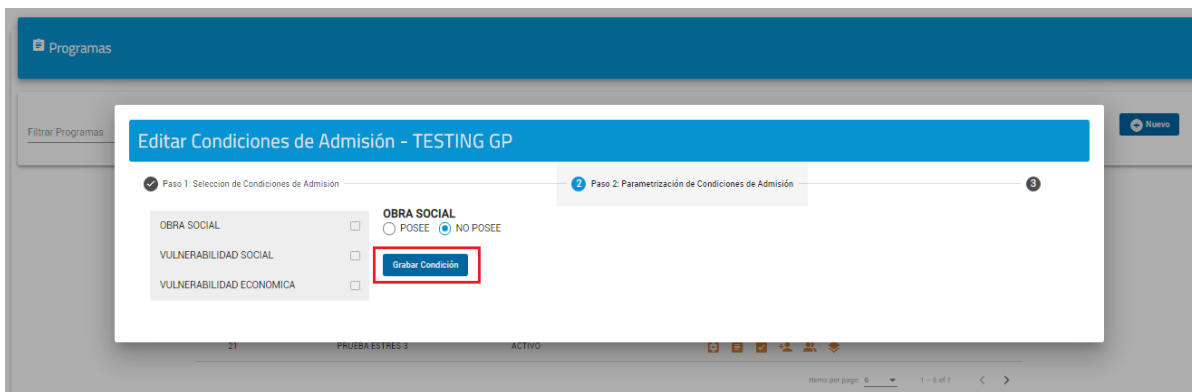 Programas
Filtrar Programas
Nuevo
Editar Condiciones de Admisión - TESTING GP
Paso 1: Selección de Condiciones de Admisión
2 Paso 2: Parametrización de Condiciones de Admisión
3
OBRA SOCIAL
VULNERABILIDAD SOCIAL
VULNERABILIDAD ECONOMICA
OBRA SOCIAL
POSEE NO POSEE
Grabar Condición
21 PRUEBA ESTRES 3 ACTIVO
Items per page: 6 1 – 6 of 7